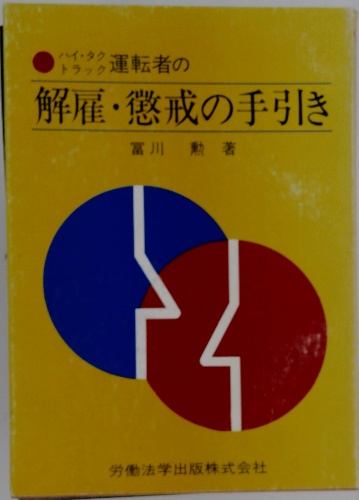 ●ハイ・タク
トラック 運転者の
解雇・懲戒の手引き
冨川 勲 著
労働法学出版株式会社